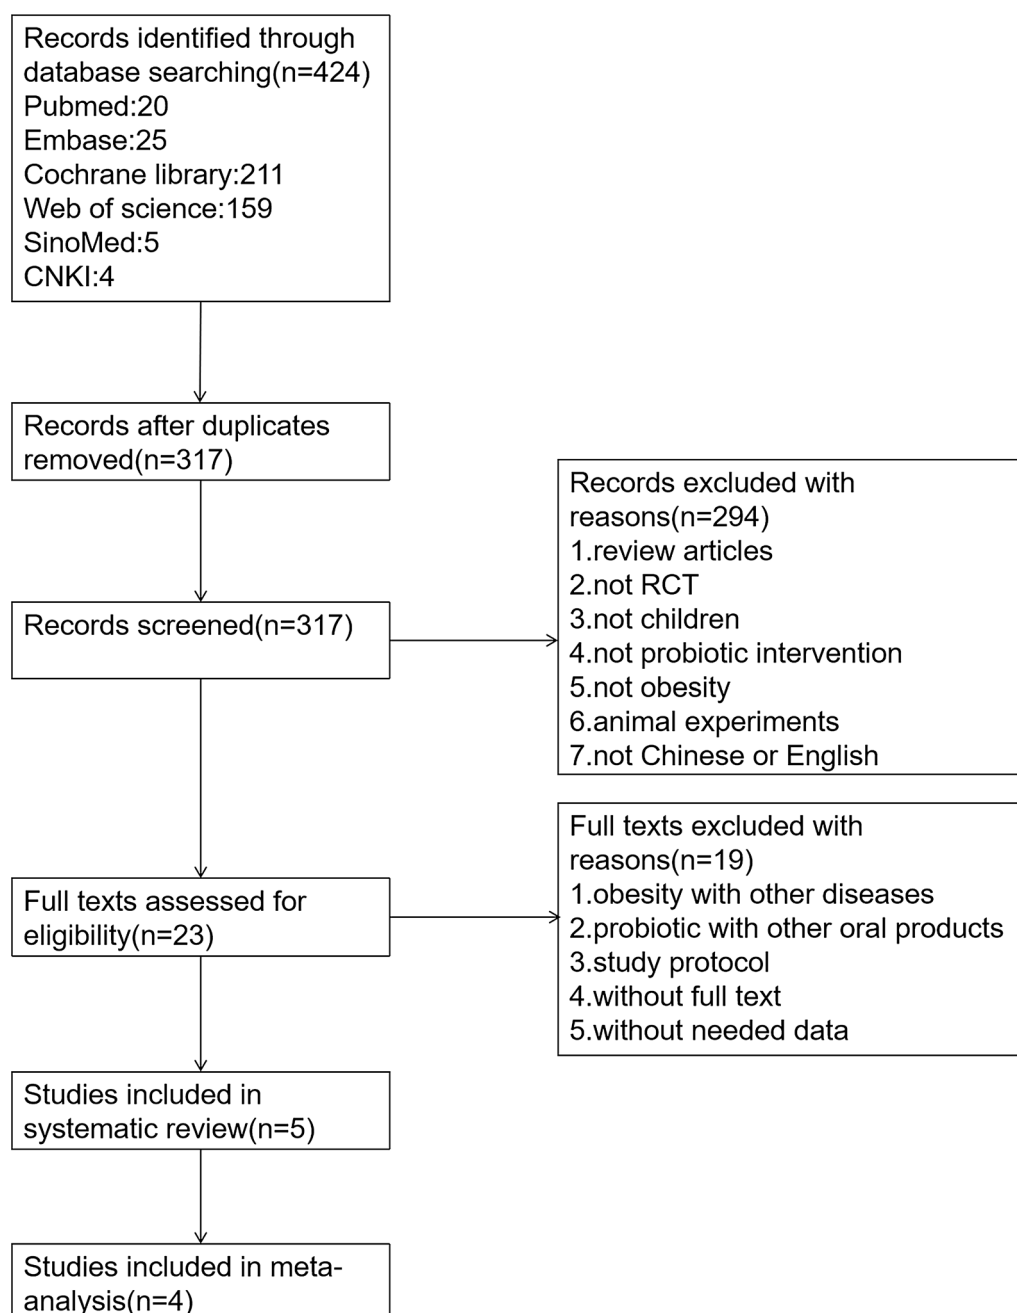 Records identified through
database searching(n=424)
Pubmed:20
Embase:25
Cochrane library:211
Web of science:159
SinoMed:5
CNKI:4
Records after duplicates
removed(n=317)
Records screened(n=317)
Records excluded with
reasons(n=294)
1.review articles
2.not RCT
3.not children
4.not probiotic intervention
5.not obesity
6.animal experiments
7.not Chinese or English
Full texts assessed for
eligibility(n=23)
Full texts excluded with
reasons(n=19)
1.obesity with other diseases
2.probiotic with other oral products
3.study protocol
4.without full text
5.without needed data
Studies included in
systematic review(n=5)
Studies included in meta-
analysis(n=4)